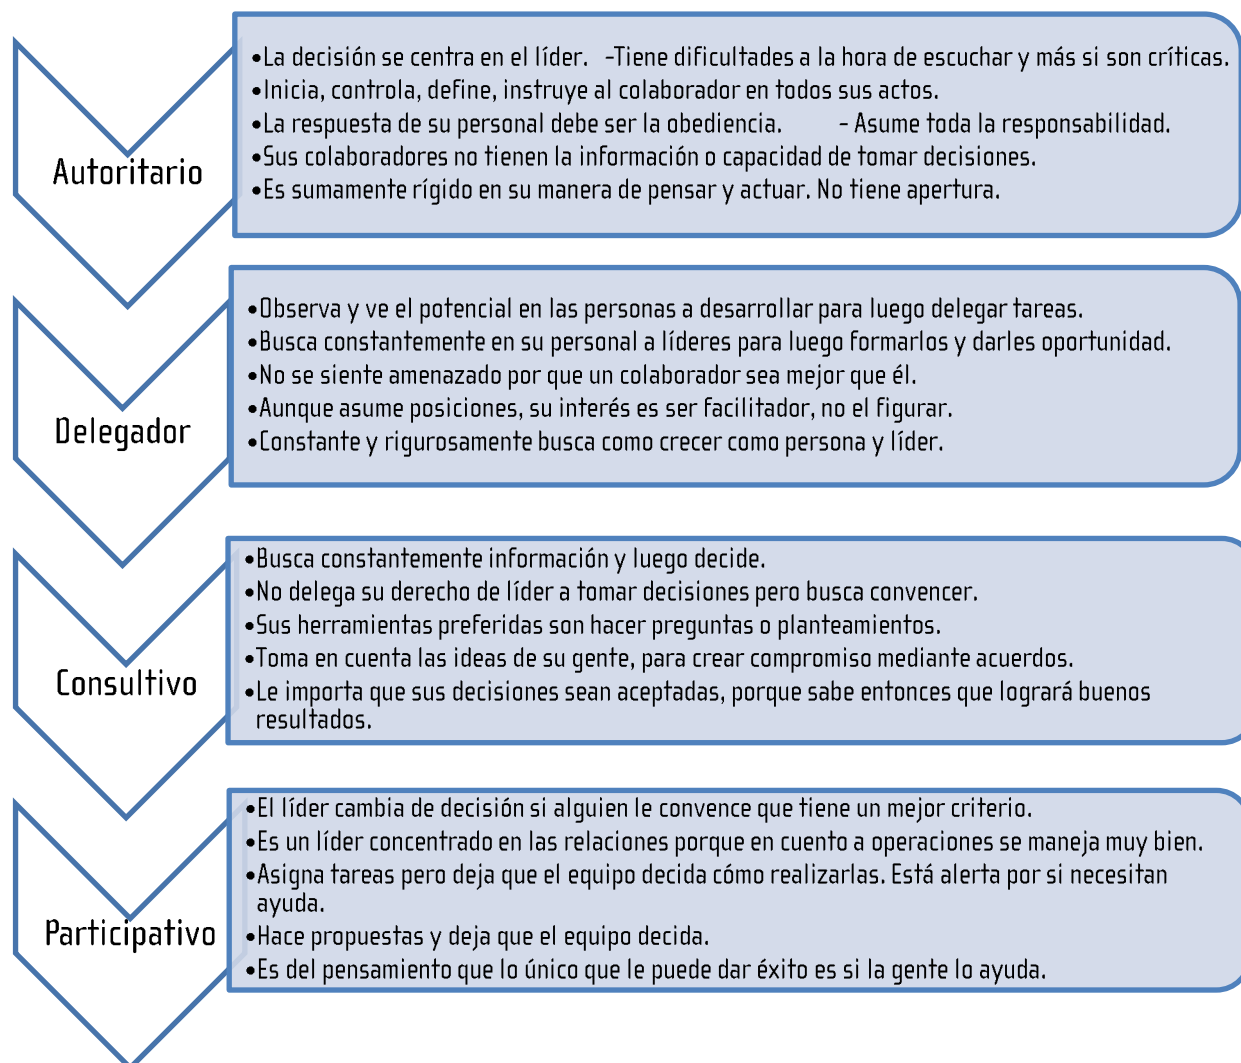 Autoritario
•La decisión se centra en el líder.   -Tiene dificultades a la hora de escuchar y más si son críticas.
•Inicia, controla, define, instruye al colaborador en todos sus actos.
•La respuesta de su personal debe ser la obediencia.   - Asume toda la responsabilidad.
•Sus colaboradores no tienen la información o capacidad de tomar decisiones.
•Es sumamente rígido en su manera de pensar y actuar. No tiene apertura.
Delegador
•Observa y ve el potencial en las personas a desarrollar para luego delegar tareas.
•Busca constantemente en su personal a líderes para luego formarlos y darles oportunidad.
•No se siente amenazado por que un colaborador sea mejor que él.
•Aunque asume posiciones, su interés es ser facilitador, no el figurar.
•Constante y rigurosamente busca como crecer como persona y líder.
Consultivo
•Busca constantemente información y luego decide.
•No delega su derecho de líder a tomar decisiones pero busca convencer.
•Sus herramientas preferidas son hacer preguntas o planteamientos.
•Toma en cuenta las ideas de su gente, para crear compromiso mediante acuerdos.
•Le importa que sus decisiones sean aceptadas, porque sabe entonces que logrará buenos
resultados.
Participativo
•El líder cambia de decisión si alguien le convence que tiene un mejor criterio.
•Es un líder concentrado en las relaciones porque en cuento a operaciones se maneja muy bien.
•Asigna tareas pero deja que el equipo decida cómo realizarlas. Está alerta por si necesitan
ayuda.
•Hace propuestas y deja que el equipo decida.
•Es del pensamiento que lo único que le puede dar éxito es si la gente lo ayuda.